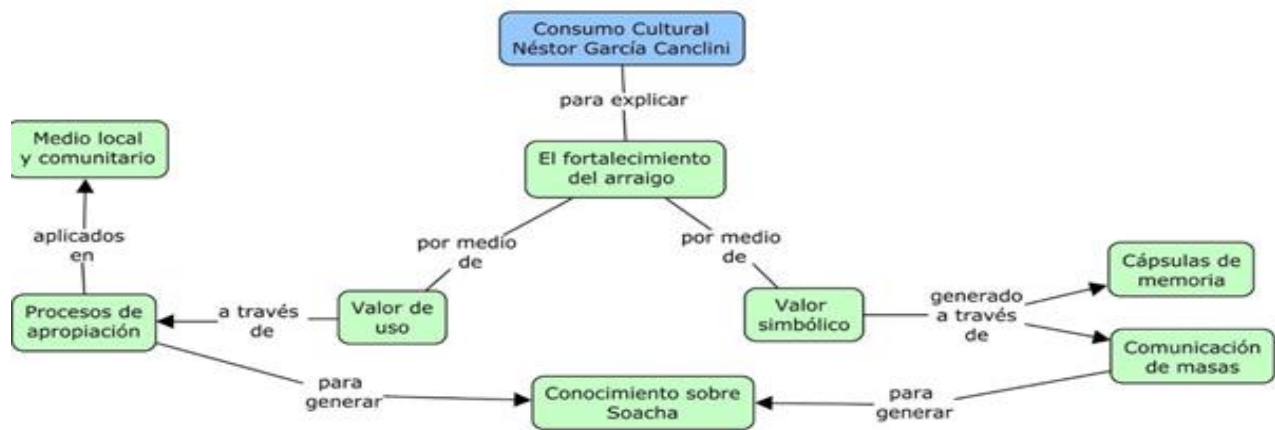 Consumo Cultural
Néstor García Canclini
para explicar
Medio local
y comunitario
El fortalecimiento
del arraigo
aplicados
en
por medio
de
por medio
de
Procesos de
apropiación
a través
de
Valor de
uso
Valor
simbólico
generado
a través
de
Cápsulas de
memoria
Comunicación
de masas
para
generar
Conocimiento sobre
Soacha
para
generar